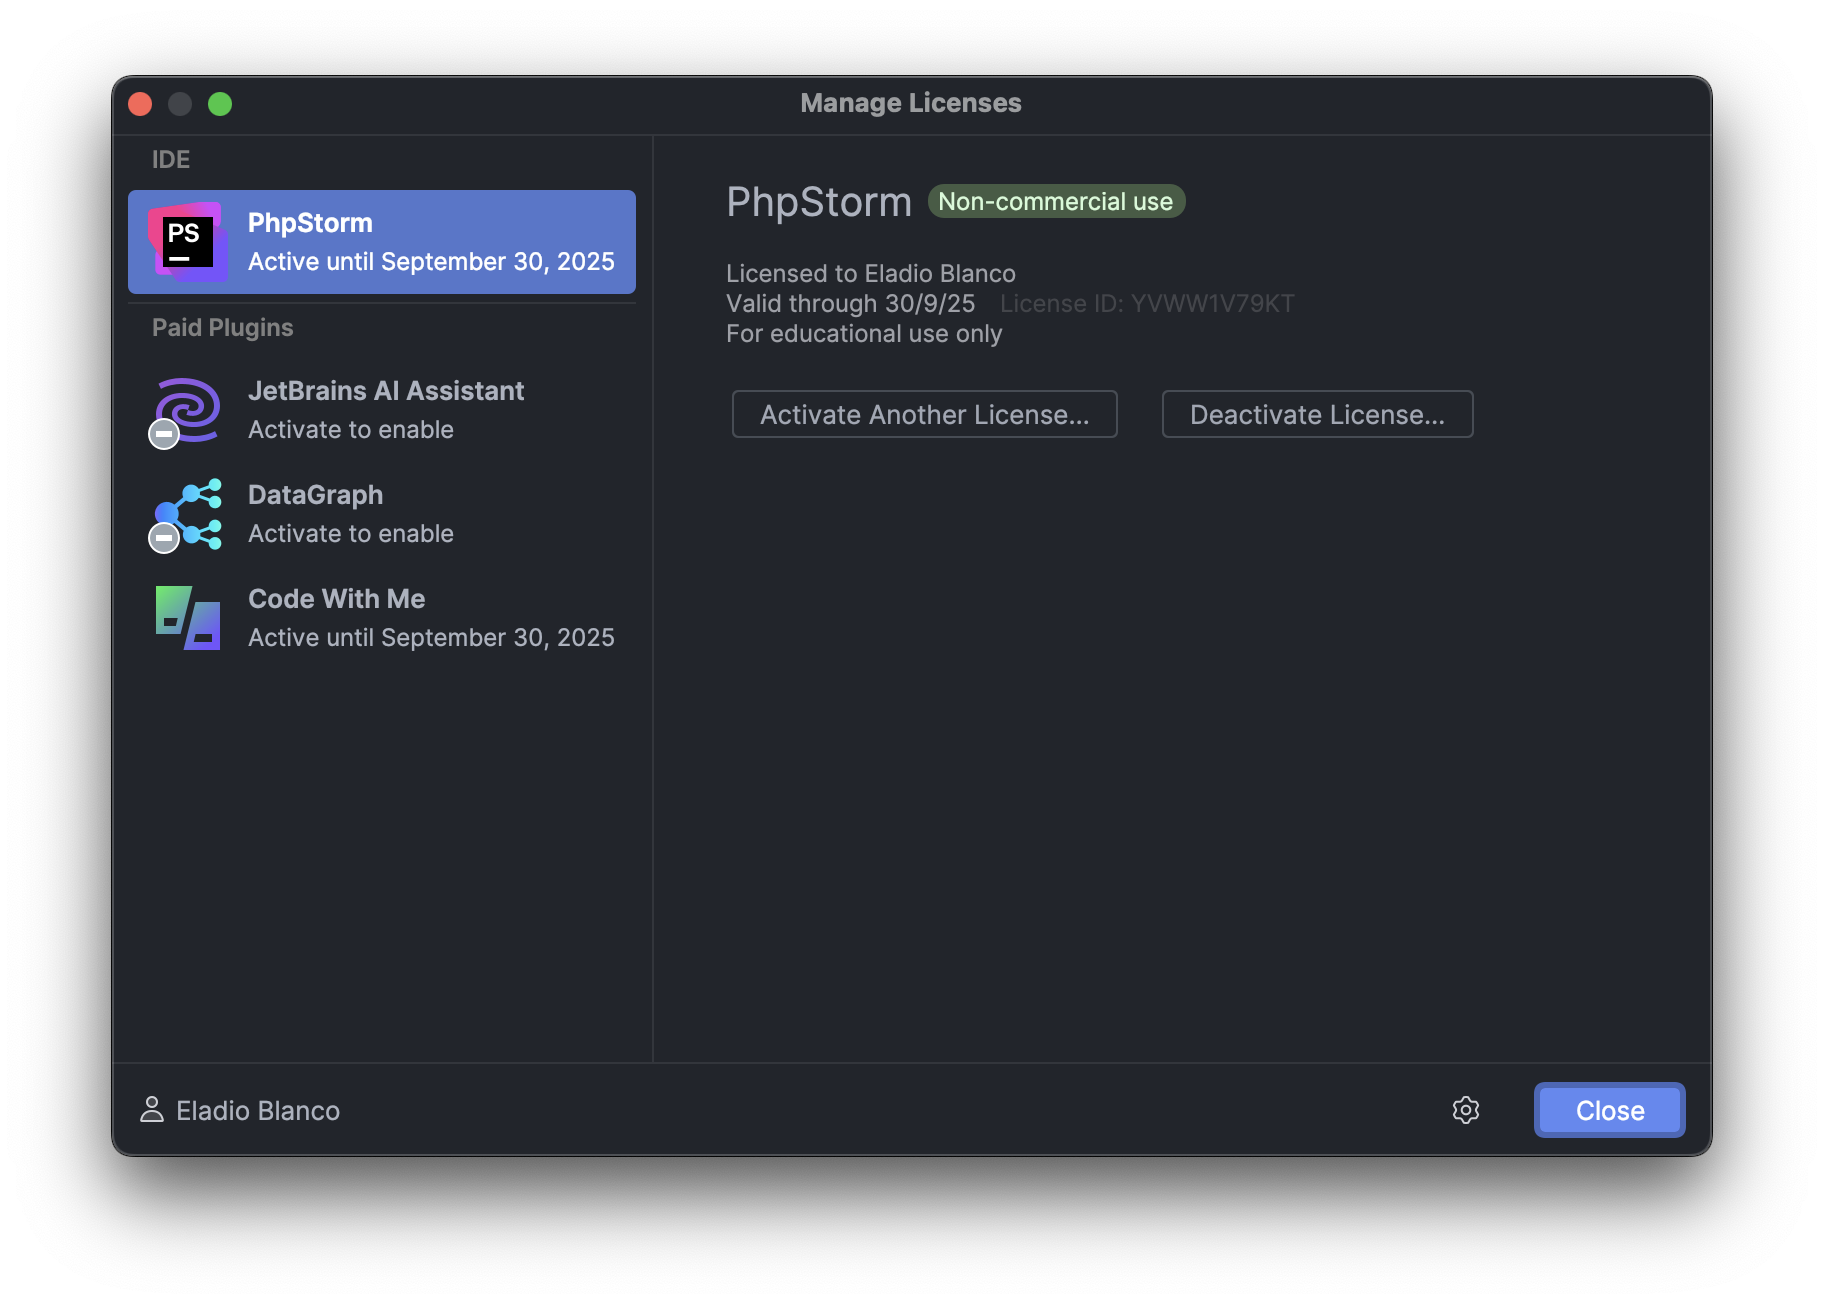 Manage Licenses
IDE
PS
PhpStorm
Active until September 30, 2025
Paid Plugins
JetBrains AI Assistant
Activate to enable
DataGraph
Activate to enable
Code With Me
Active until September 30, 2025
PhpStorm Non-commercial use
Licensed to Eladio Blanco
Valid through 30/9/25 License ID: YVWW1V79KT
For educational use only
Activate Another License... Deactivate License...
Eladio Blanco
Close